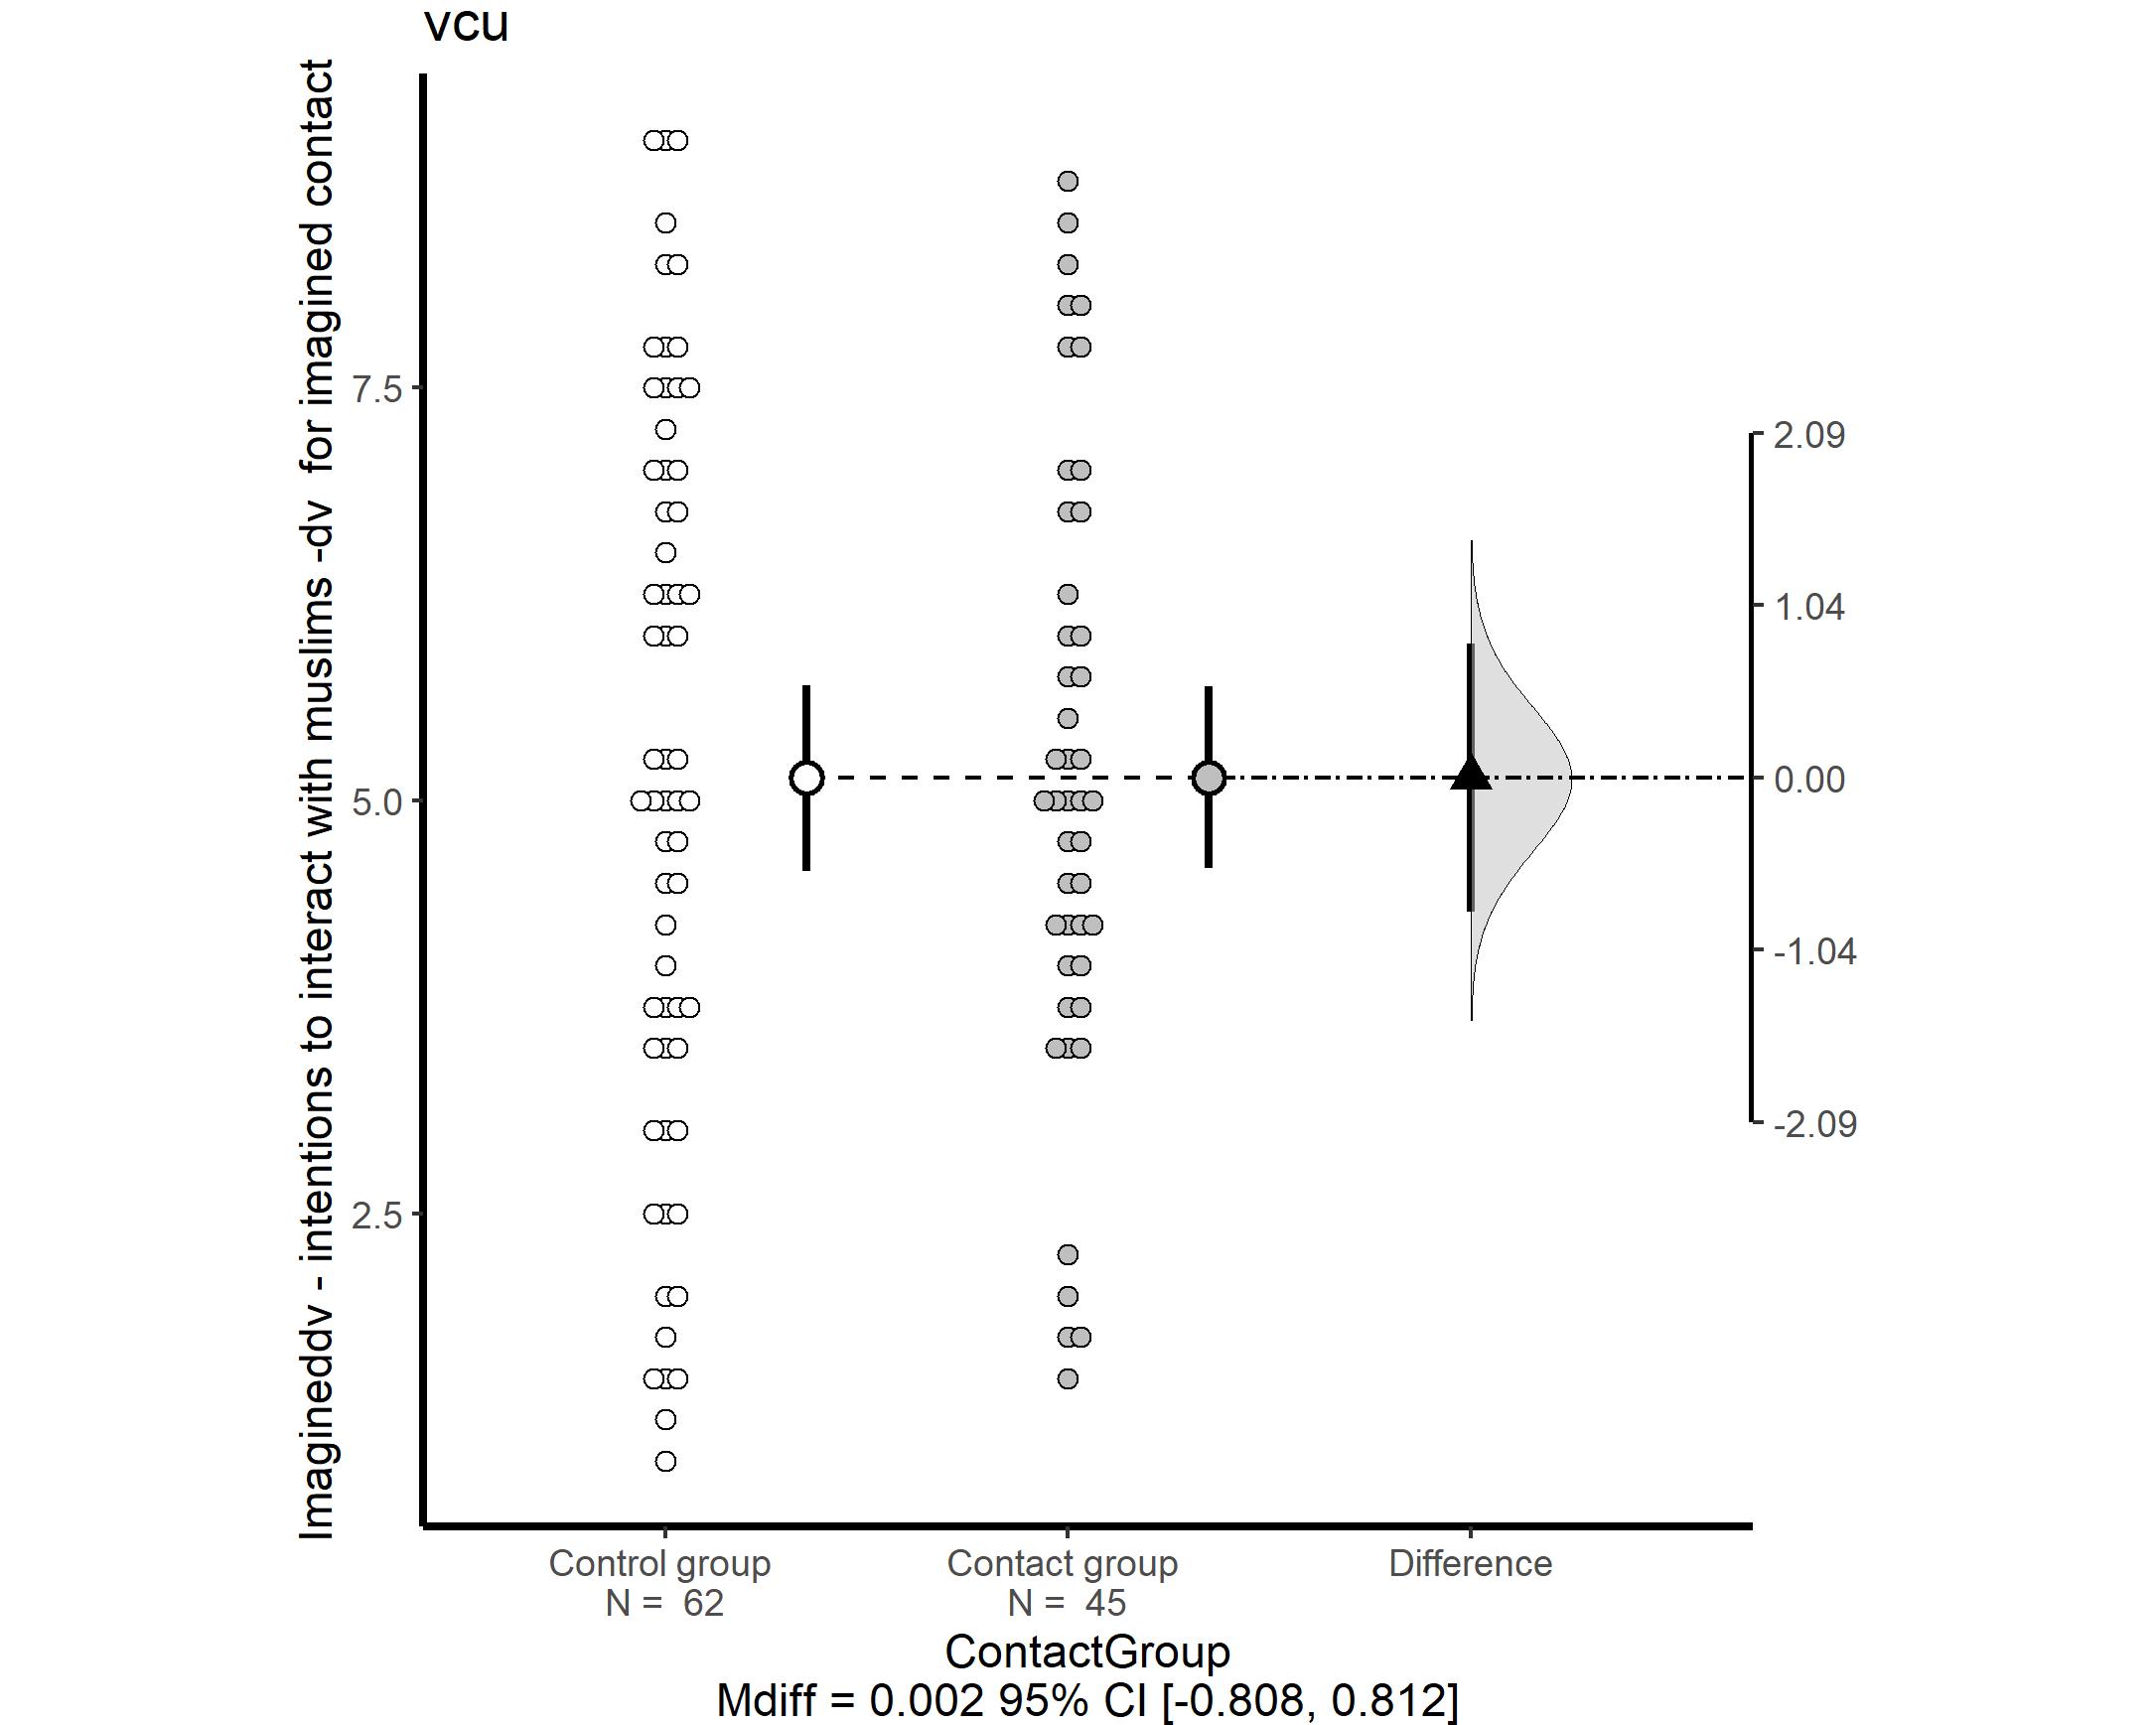 vcu
Imagineddv - intentions to interact with muslims -dv  for imagined contact
7.5
5.0
2.5
2.09
1.04
0.00
-1.04
-2.09
Control group
N =  62
Contact group
N =  45
Difference
ContactGroup
Mdiff = 0.002 95% CI [-0.808, 0.812]